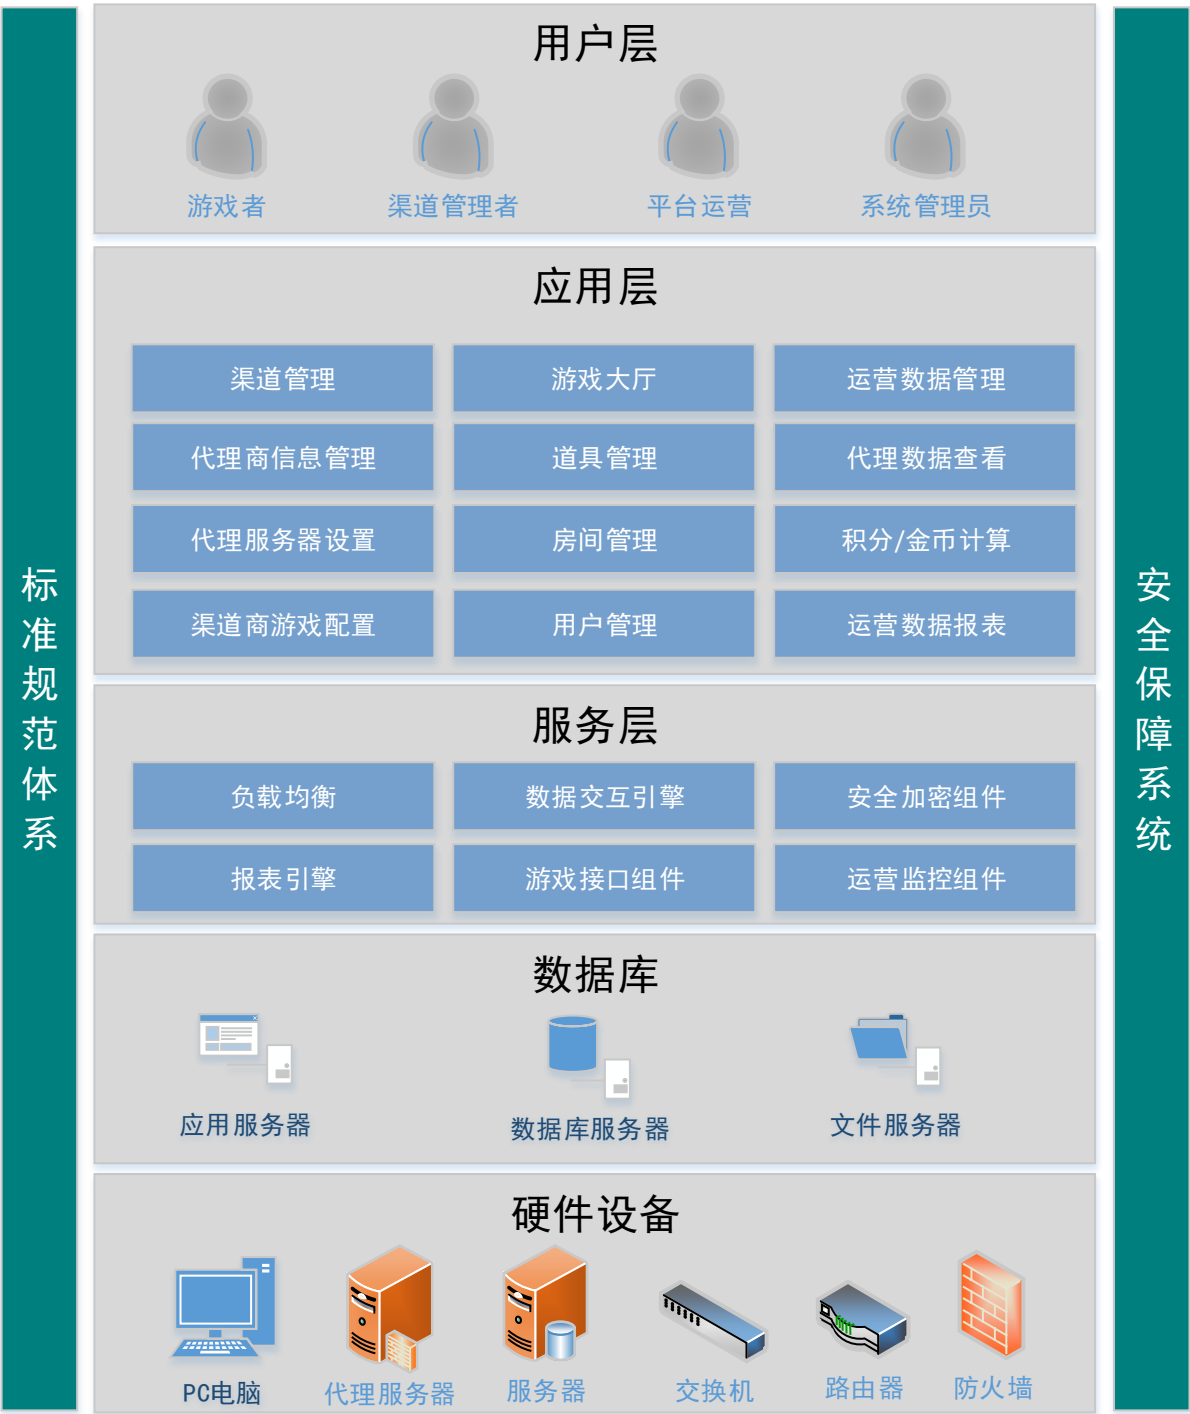 用户层
游戏者
渠道管理者
平台运营
系统管理员
应用层
渠道管理
游戏大厅
运营数据管理
代理商信息管理
道具管理
代理数据查看
代理服务器设置
房间管理
积分/金币计算
渠道商游戏配置
用户管理
运营数据报表
服务层
负载均衡
数据交互引擎
安全加密组件
报表引擎
游戏接口组件
运营监控组件
数据库
应用服务器
数据库服务器
文件服务器
硬件设备
PC电脑
代理服务器
服务器
交换机
路由器
防火墙
标准规范体系
安全保障系统